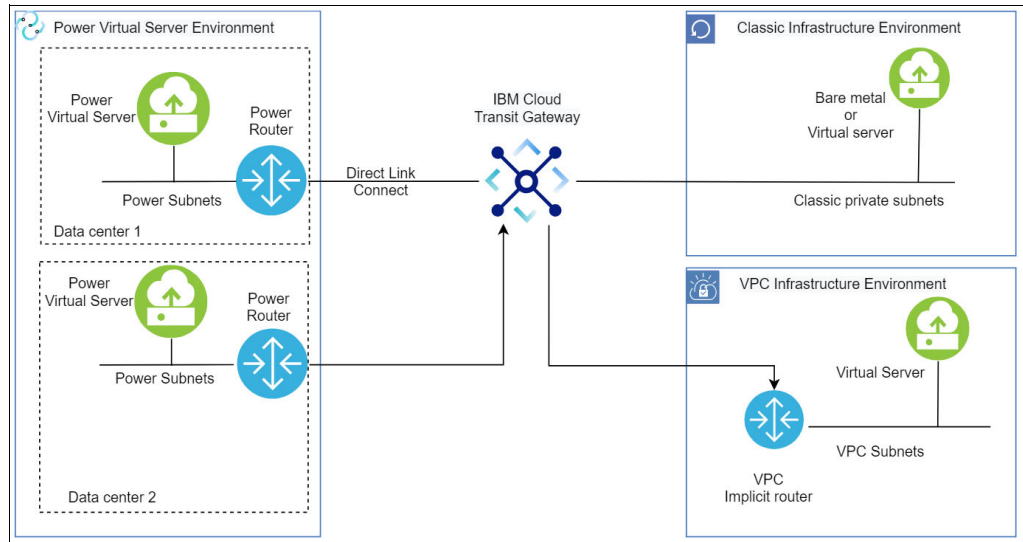 Power Virtual Server Environment
Power
Virtual Server
Power
Router
Power Subnets
Data center 1
Direct Link
Connect
IBM Cloud
Transit Gateway
Power
Virtual Server
Power
Router
Power Subnets
Data center 2
Classic Infrastructure Environment
Bare metal
or
Virtual server
Classic private subnets
VPC Infrastructure Environment
Virtual Server
VPC Subnets
VPC
Implicit router